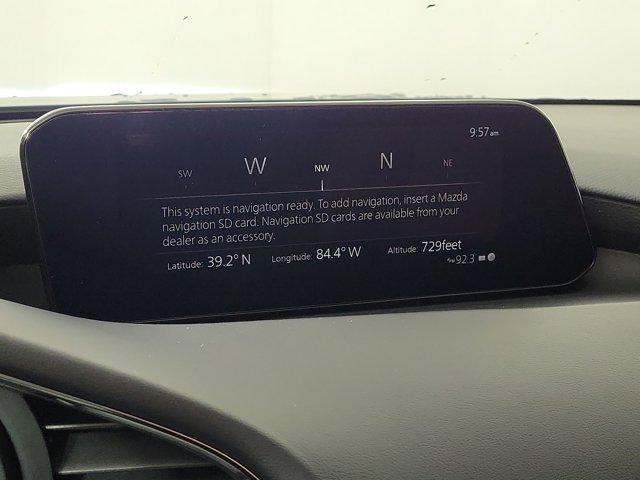 9:57am
SW W NW N NE
This system is navigation ready. To add navigation, insert a Mazda
navigation SD card. Navigation SD cards are available from your
dealer as an accessory.
Latitude: 39.2° N Longitude: 84.4° W Altitude: 729feet
92.3